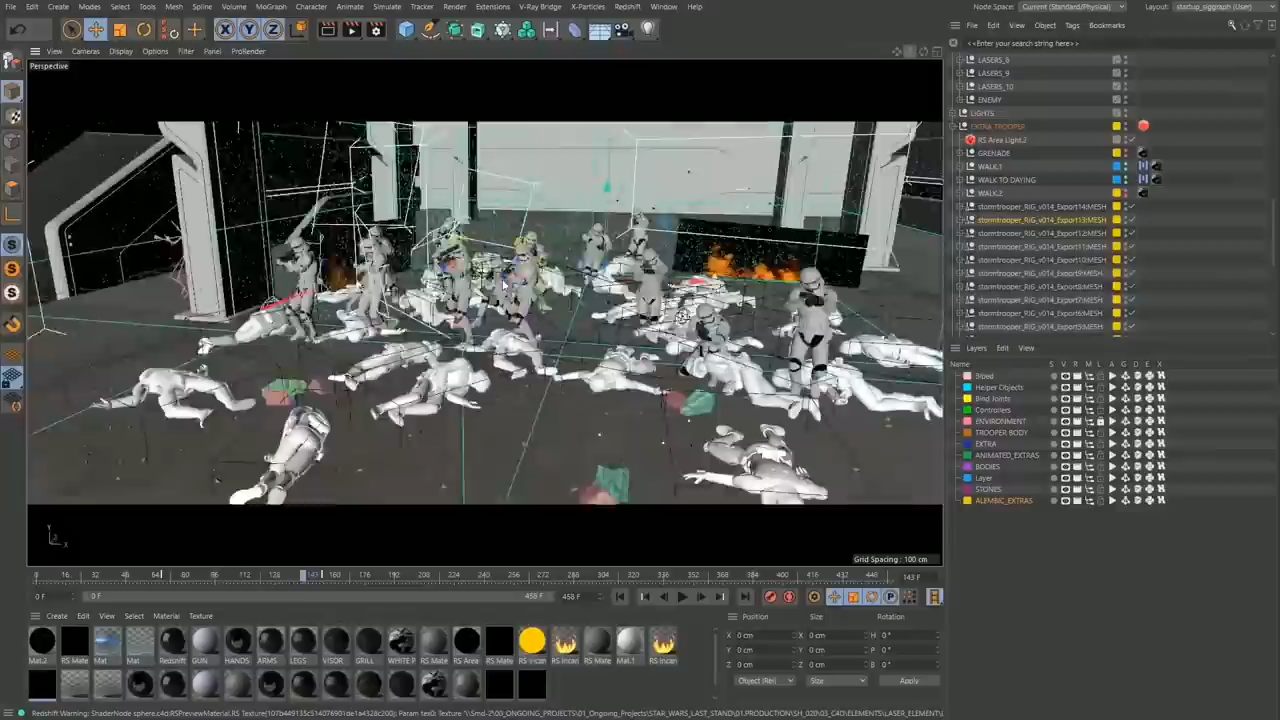 File Edit Create Modes Select Tools Mesh Spline Volume MoGraph Character Animate Simulate Tracker Render Extensions V-Ray Bridge X-Particles Redshift Window Help
Node Space: Current (Standard/Physical) Layout: startup_siggraph (User)
File Edit View Object Tags Bookmarks
<<Enter your search string here>>
View Cameras Display Options Filter Panel ProRender
Perspective
LASERS_8
LASERS_9
LASERS_10
ENEMY
LIGHTS
EXTRA TROOPER
RS Area Light.2
GRENADE
WALK.1
WALK TO DAYING
WALK.2
stormtrooper_RIG_v014_Export14:MESH
stormtrooper_RIG_v014_Export13:MESH
stormtrooper_RIG_v014_Export12:MESH
stormtrooper_RIG_v014_Export11:MESH
stormtrooper_RIG_v014_Export10:MESH
stormtrooper_RIG_v014_Export9:MESH
stormtrooper_RIG_v014_Export8:MESH
stormtrooper_RIG_v014_Export7:MESH
stormtrooper_RIG_v014_Export6:MESH
stormtrooper_RIG_v014_Export5:MESH
Layers Edit View
Name S V R M L A G D E X
Biped
Helper Objects
Bind Joints
Controllers
ENVIRONMENT
TROOPER BODY
EXTRA
ANIMATED_EXTRAS
BODIES
Layer
STONES
ALEMBIC_EXTRAS
Y
X
Z
Grid Spacing : 100 cm
0 16 32 48 64 80 96 112 128 143 160 176 192 208 224 240 256 272 288 304 320 336 352 368 384 400 416 432 448 143 F
0 F 0 F 458 F 458 F
Create Edit View Select Material Texture
Mat.2 RS Mate Mat Mat Redshift GUN HANDS ARMS LEGS VISOR GRILL WHITE P RS Mate RS Area RS Mate RS Incan RS Incan RS Mate Mat.1 RS Incan
Position Size Rotation
X 0 cm X 0 cm H 0 °
Y 0 cm Y 0 cm P 0 °
Z 0 cm Z 0 cm B 0 °
Object (Rel) Size Apply